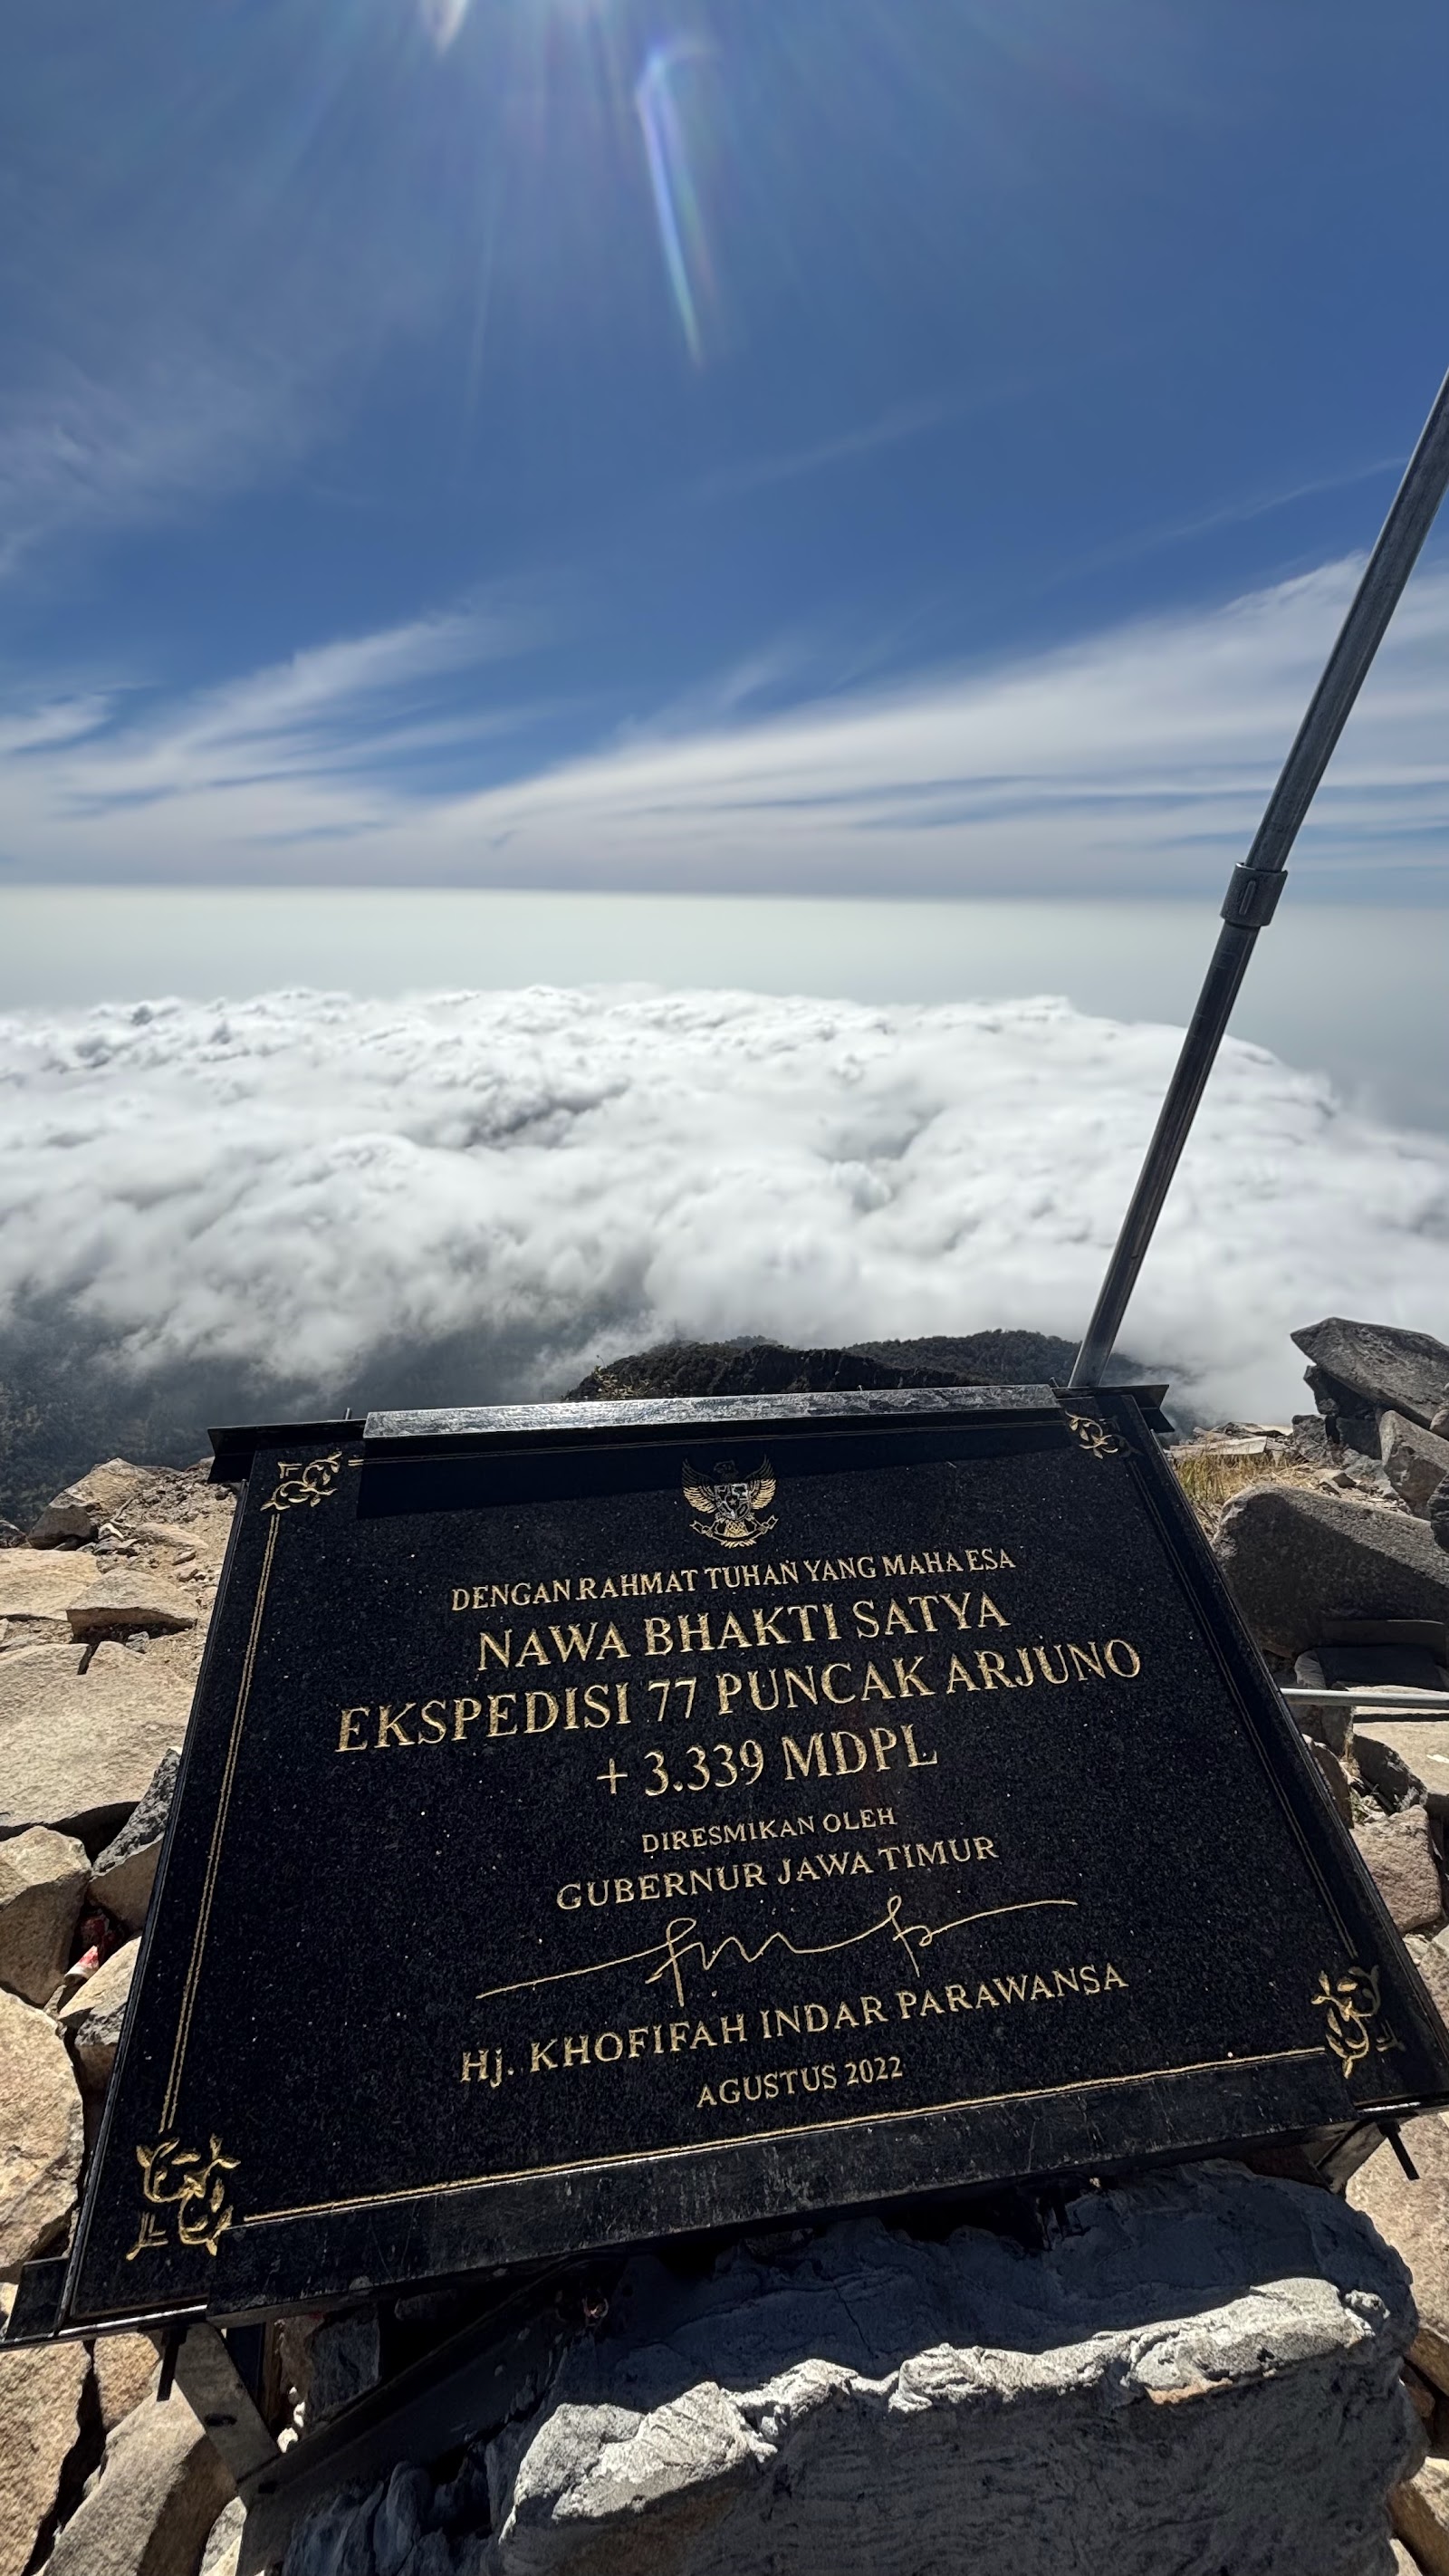 DENGAN RAHMAT TUHAN YANG MAHA ESA
NAWA BHAKTI SATYA
EKSPEDISI 77 PUNCAK ARJUNO
+ 3.339 MDPL
DIRESMIKAN OLEH
GUBERNUR JAWA TIMUR
Hj. KHOFIFAH INDAR PARAWANSA
AGUSTUS 2022